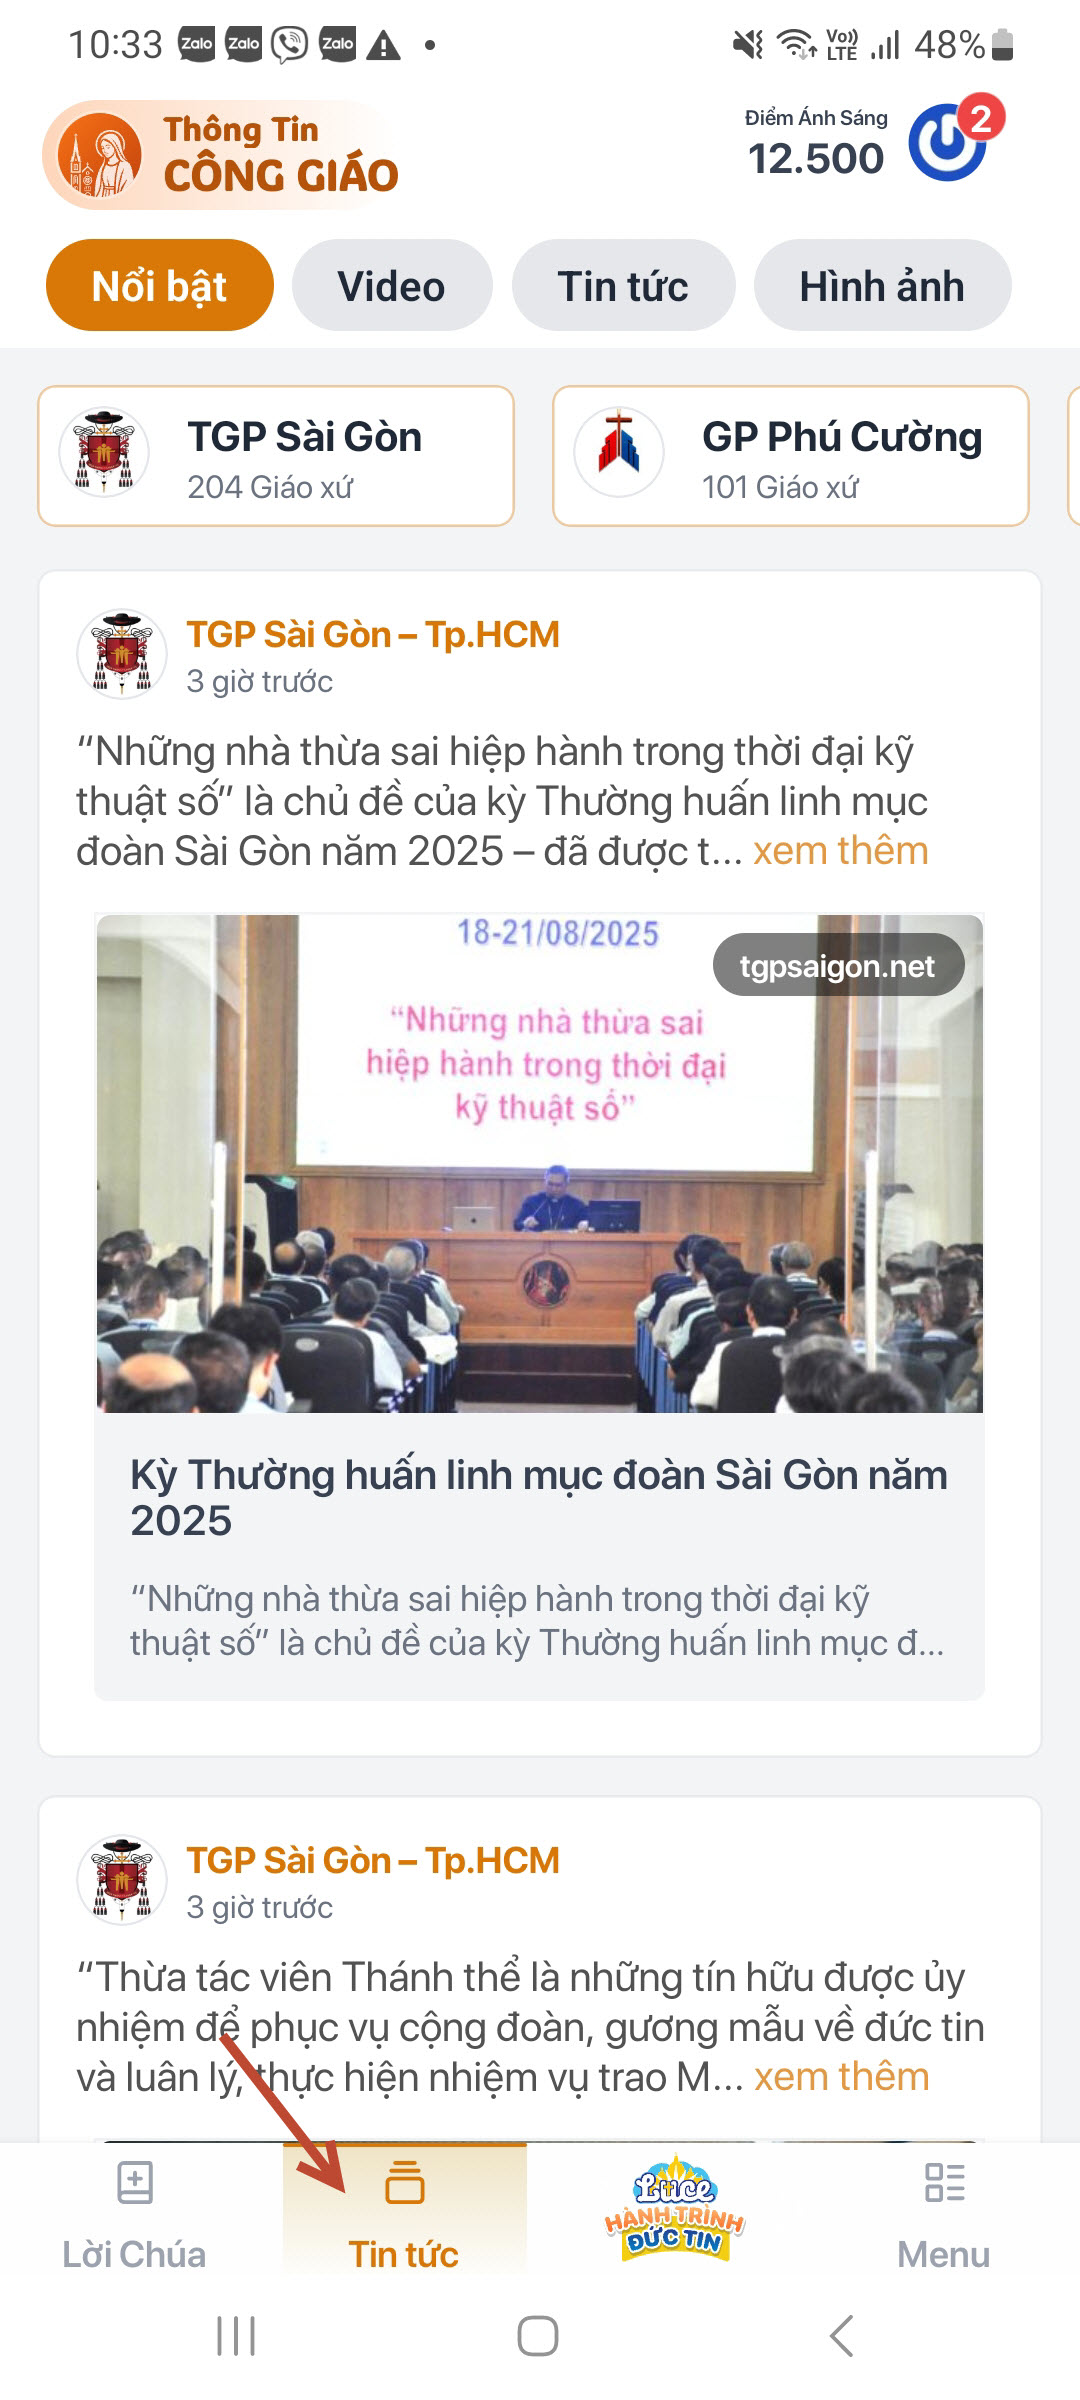 10:33 Zalo Zalo Zalo Vo)) LTE 48%
Thông Tin
CÔNG GIÁO
Điểm Ánh Sáng
12.500
2
Nổi bật Video Tin tức Hình ảnh
TGP Sài Gòn
204 Giáo xứ
GP Phú Cường
101 Giáo xứ
TGP Sài Gòn – Tp.HCM
3 giờ trước
“Những nhà thừa sai hiệp hành trong thời đại kỹ
thuật số” là chủ đề của kỳ Thường huấn linh mục
đoàn Sài Gòn năm 2025 – đã được t... xem thêm
18-21/08/2025
tgpsaigon.net
“Những nhà thừa sai
hiệp hành trong thời đại
kỹ thuật số”
Kỳ Thường huấn linh mục đoàn Sài Gòn năm
2025
“Những nhà thừa sai hiệp hành trong thời đại kỹ
thuật số” là chủ đề của kỳ Thường huấn linh mục đ...
TGP Sài Gòn – Tp.HCM
3 giờ trước
“Thừa tác viên Thánh thể là những tín hữu được ủy
nhiệm để phục vụ cộng đoàn, gương mẫu về đức tin
và luân lý, thực hiện nhiệm vụ trao M... xem thêm
Lời Chúa
Tin tức
Luce
HÀNH TRÌNH
ĐỨC TIN
Menu